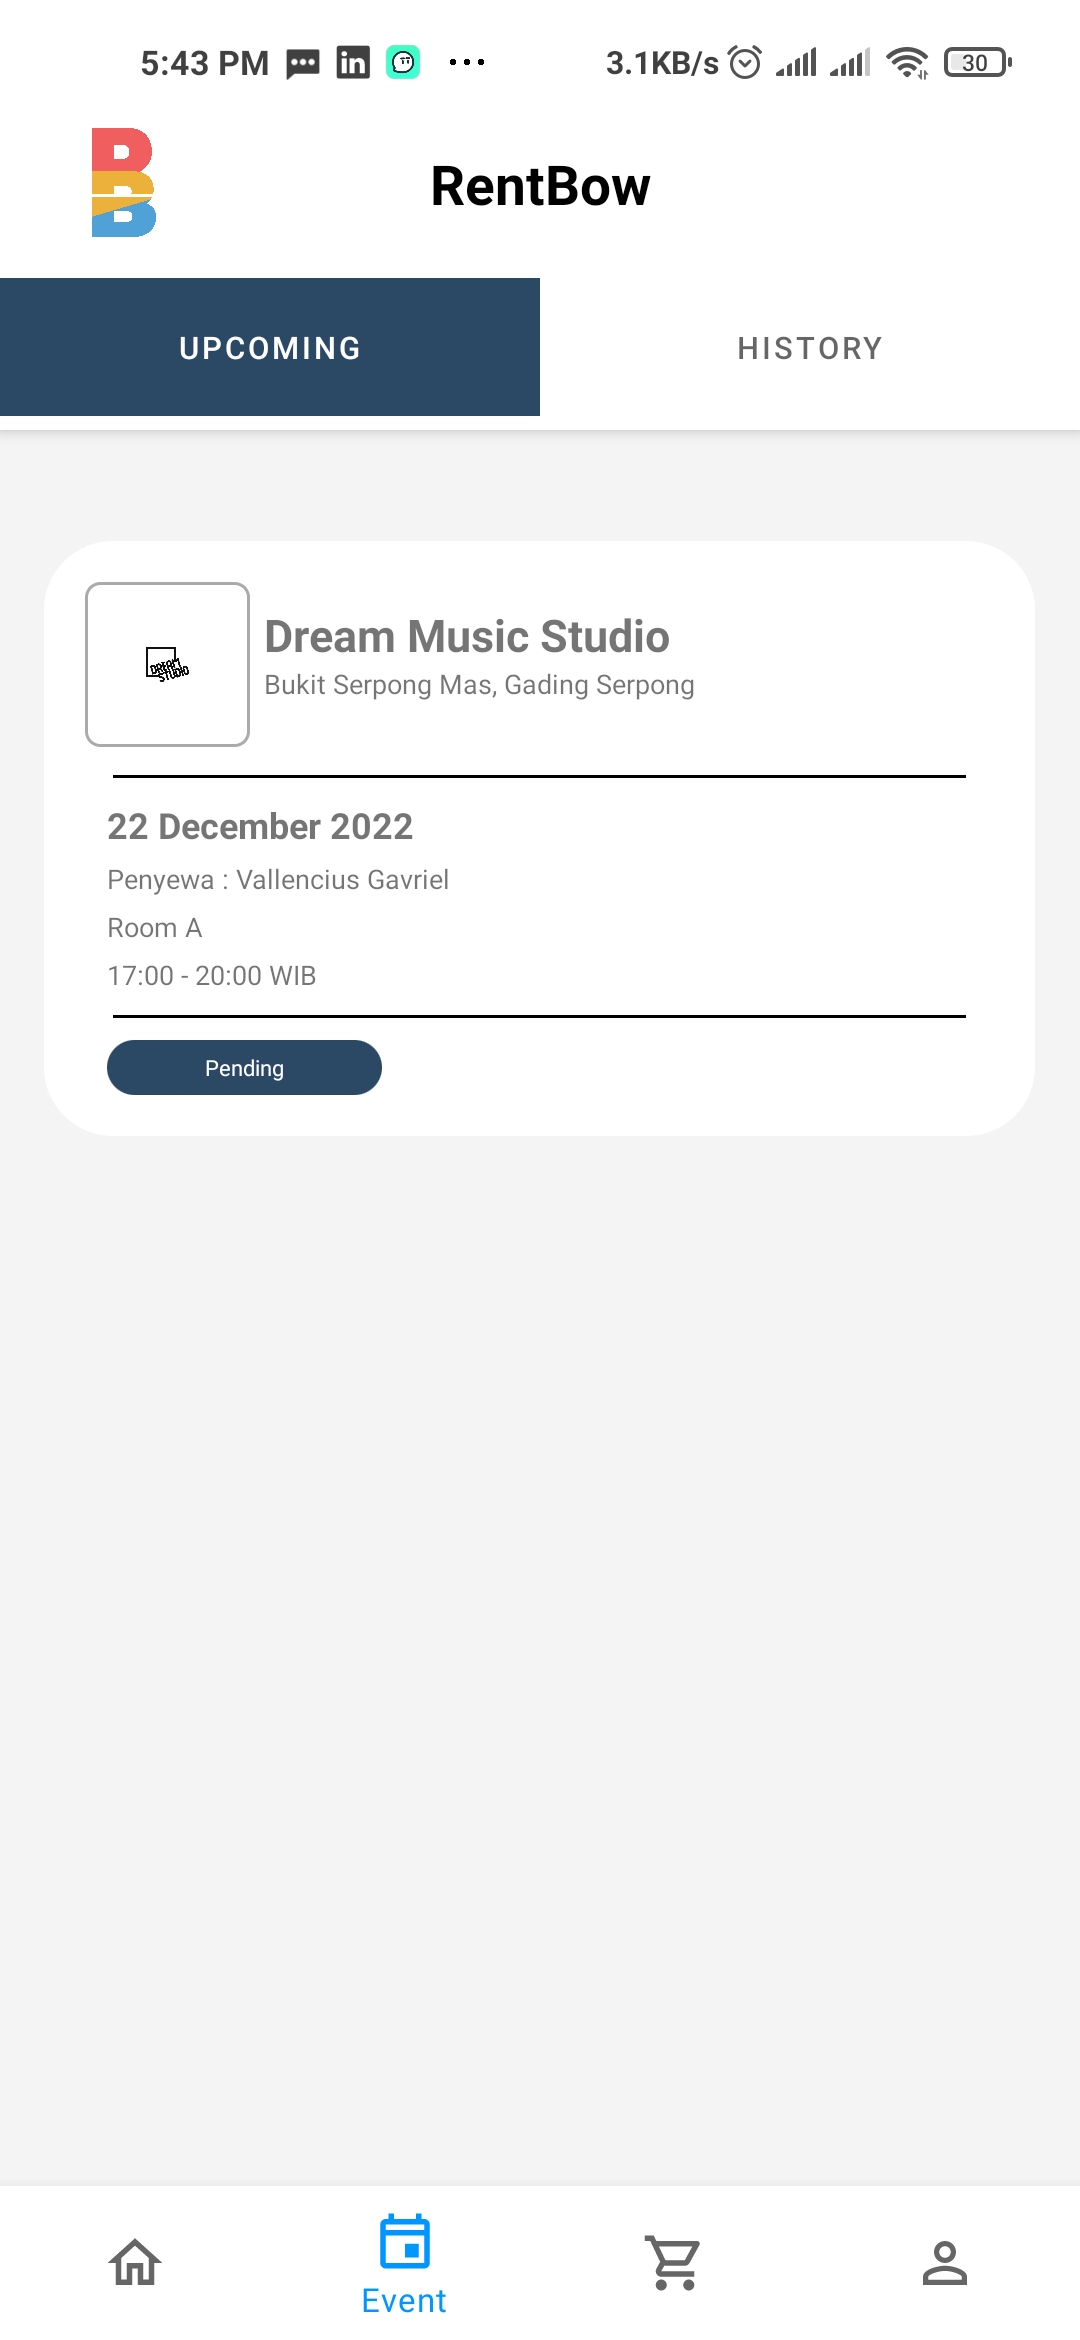 5:43 PM
3.1KB/s
30
RentBow
UPCOMING
HISTORY
DREAM
STUDIO
Dream Music Studio
Bukit Serpong Mas, Gading Serpong
22 December 2022
Penyewa : Vallencius Gavriel
Room A
17:00 - 20:00 WIB
Pending
Event